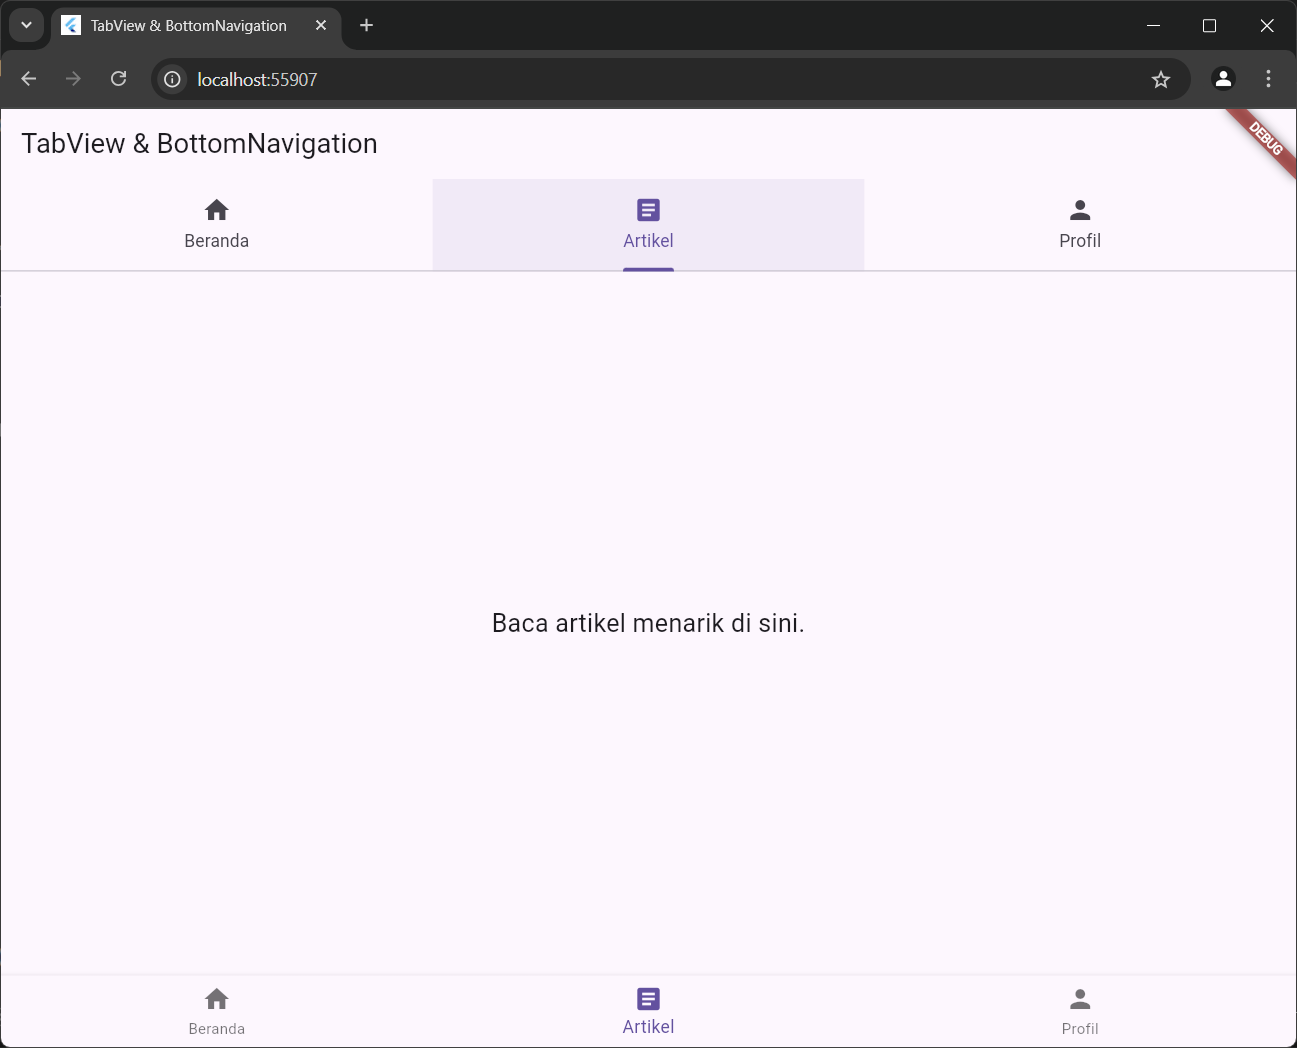 TabView & BottomNavigation
localhost:55907
TabView & BottomNavigation
DEBUG
Beranda
Artikel
Profil
Baca artikel menarik di sini.
Beranda
Artikel
Profil